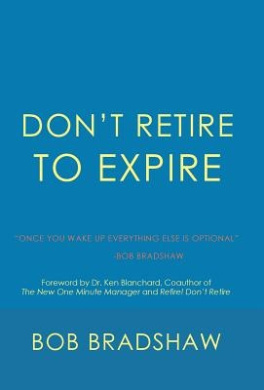 DON'T RETIRE
TO EXPIRE
"ONCE YOU WAKE UP EVERYTHING ELSE IS OPTIONAL"
-BOB BRADSHAW
Foreword by Dr. Ken Blanchard, Coauthor of
The New One Minute Manager and Refire! Don't Retire
BOB BRADSHAW